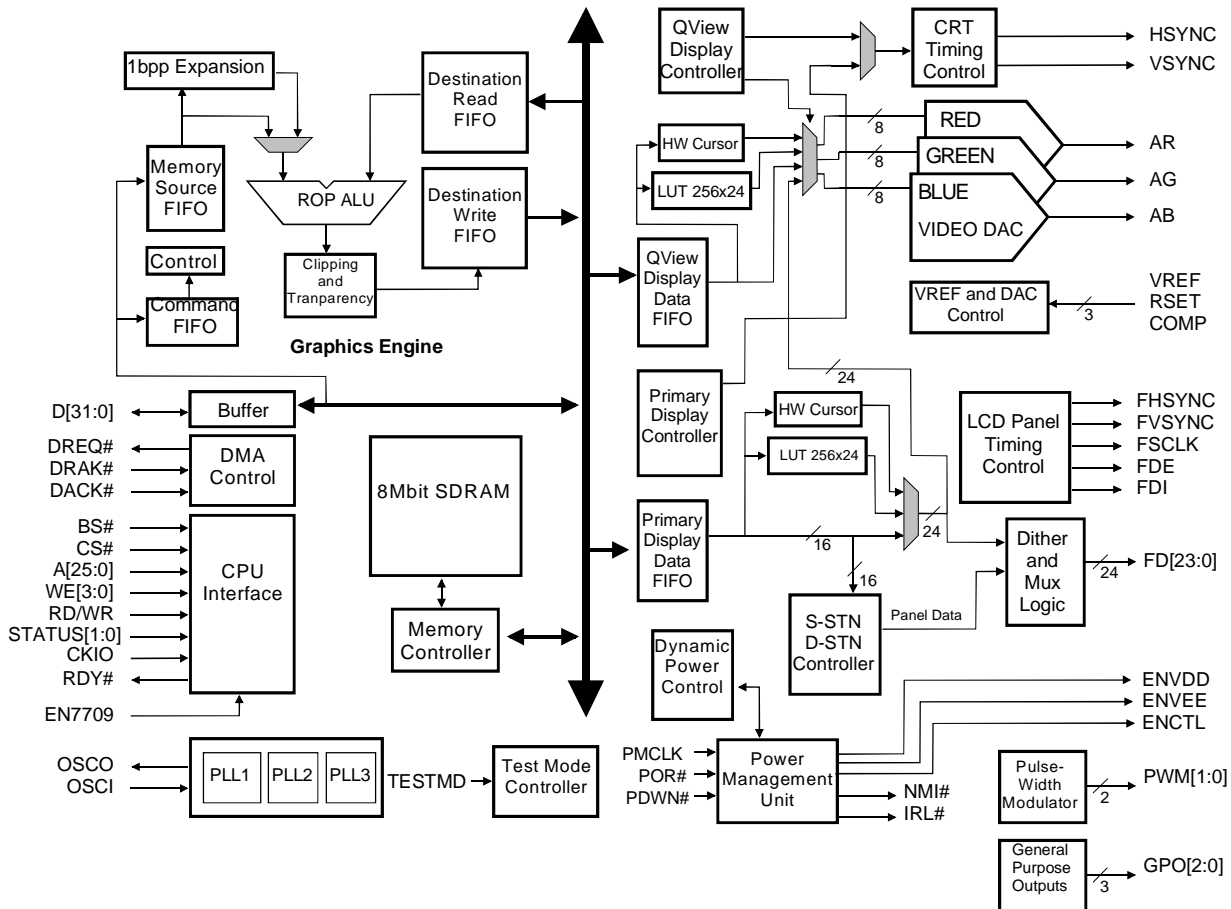 1bpp Expansion
Memory
Source
FIFO
Control
Command
FIFO
ROP ALU
Clipping
and
Tranparency
Destination
Read
FIFO
Destination
Write
FIFO
Graphics Engine
QView
Display
Controller
HW Cursor
LUT 256x24
QView
Display
Data
FIFO
CRT
Timing
Control
HSYNC
VSYNC
8
8
8
RED
GREEN
BLUE
VIDEO DAC
AR
AG
AB
VREF and DAC
Control
3
VREF
RSET
COMP
D[31:0]
Buffer
DREQ#
DRAK#
DACK#
DMA
Control
BS#
CS#
A[25:0]
WE[3:0]
RD/WR
STATUS[1:0]
CKIO
RDY#
EN7709
CPU
Interface
8Mbit SDRAM
Memory
Controller
OSCO
OSCI
PLL1
PLL2
PLL3
TESTMD
Test Mode
Controller
Primary
Display
Controller
24
HW Cursor
LUT 256x24
Primary
Display
Data
FIFO
16
24
16
LCD Panel
Timing
Control
FHSYNC
FVSYNC
FSCLK
FDE
FDI
S-STN
D-STN
Controller
Panel Data
Dither
and
Mux
Logic
24
FD[23:0]
Dynamic
Power
Control
PMCLK
POR#
PDWN#
Power
Management
Unit
ENVDD
ENVEE
ENCTL
NMI#
IRL#
Pulse-
Width
Modulator
2
PWM[1:0]
General
Purpose
Outputs
3
GPO[2:0]